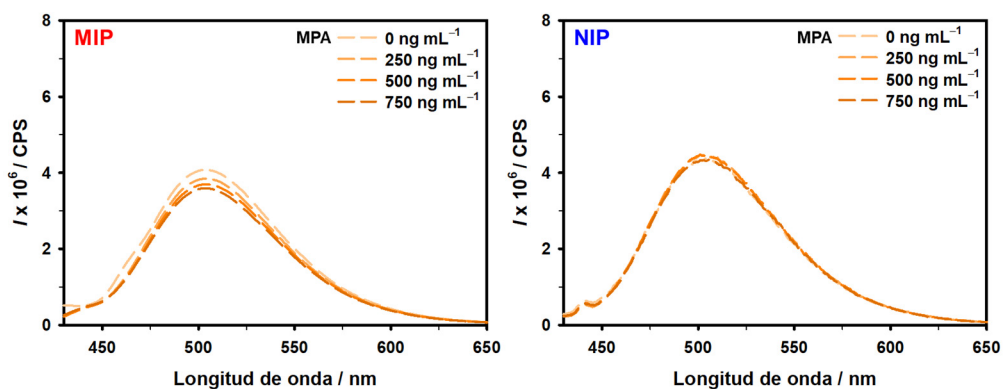 MIP
MPA
0 ng mL⁻¹
250 ng mL⁻¹
500 ng mL⁻¹
750 ng mL⁻¹
I x 10⁶ / CPS
8
6
4
2
0
450
500
550
600
650
Longitud de onda / nm
NIP
MPA
0 ng mL⁻¹
250 ng mL⁻¹
500 ng mL⁻¹
750 ng mL⁻¹
I x 10⁶ / CPS
8
6
4
2
0
450
500
550
600
650
Longitud de onda / nm